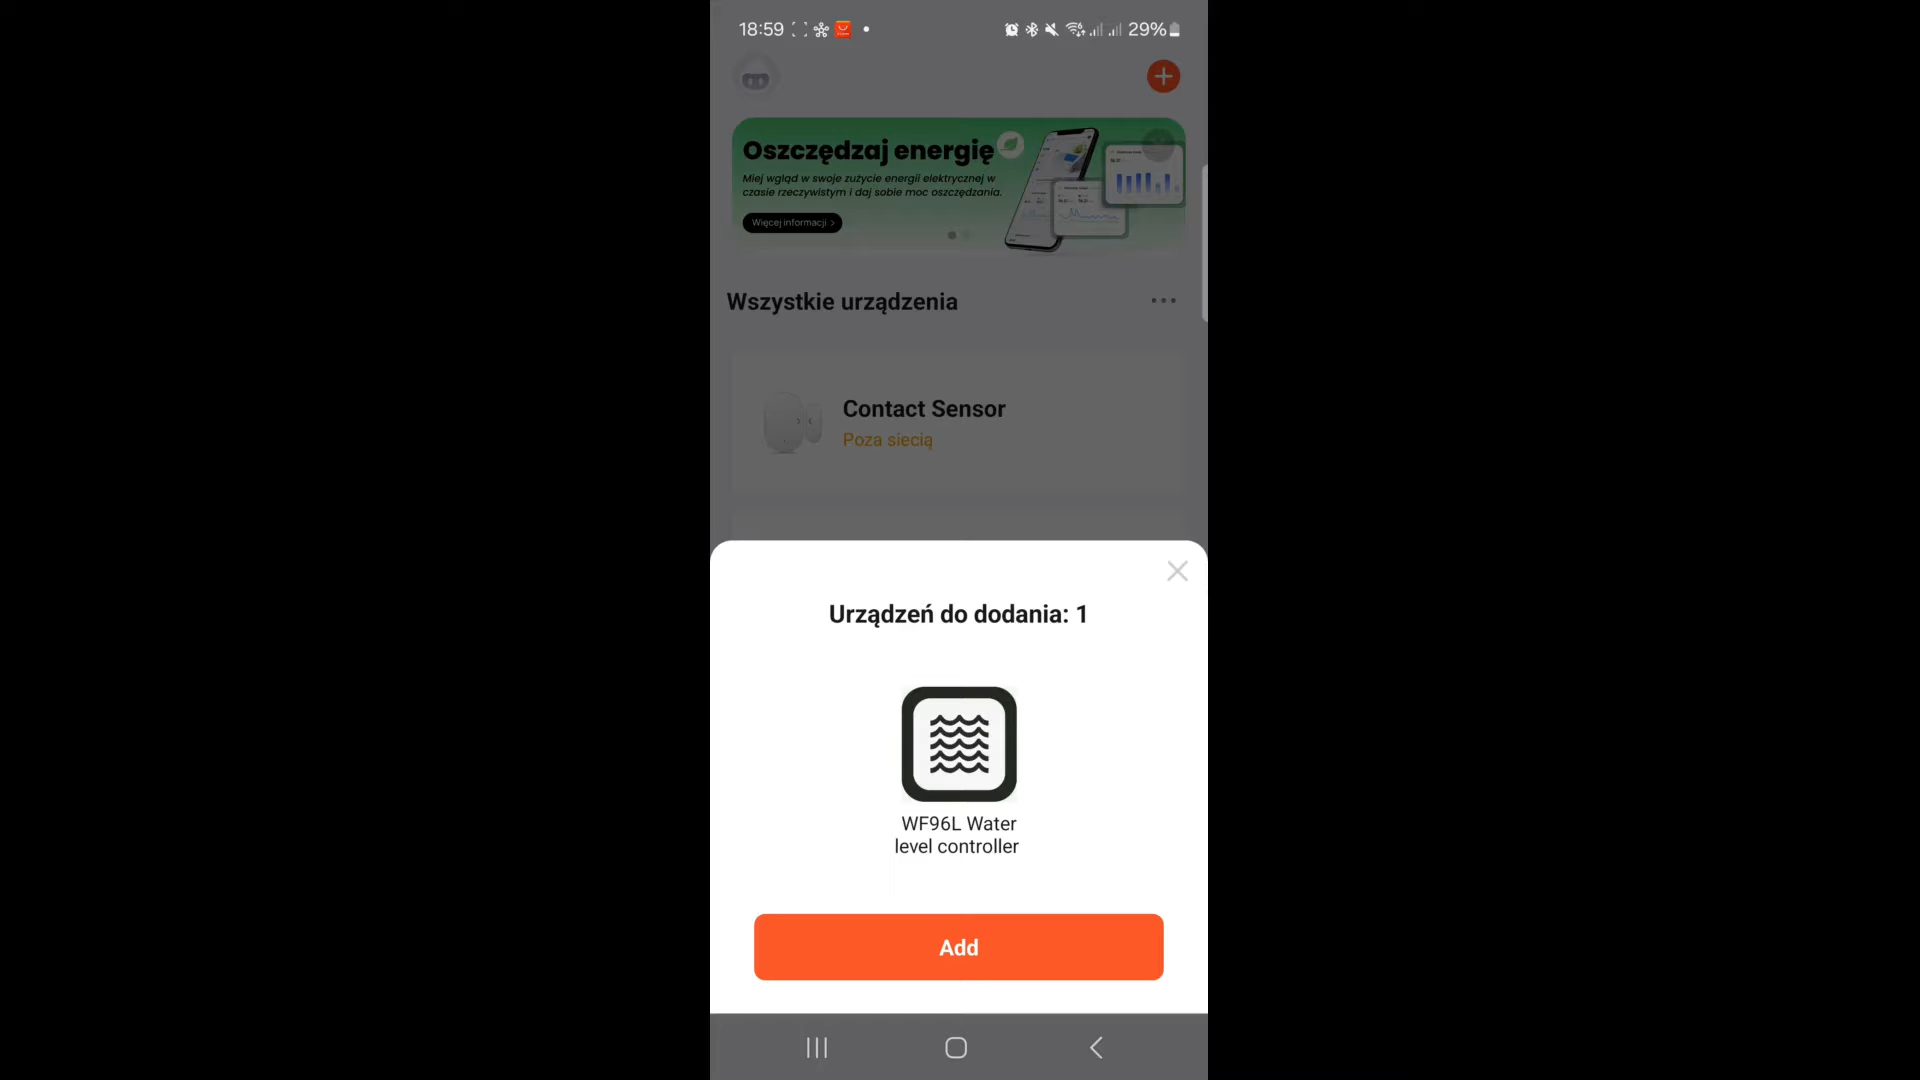 18:59
29%
Oszczędzaj energię
Miej wgląd w swoje zużycie energii elektrycznej w
czasie rzeczywistym i daj sobie moc oszczędzania.
Więcej informacji >
Wszystkie urządzenia
Contact Sensor
Poza siecią
Urządzeń do dodania: 1
WF96L Water
level controller
Add